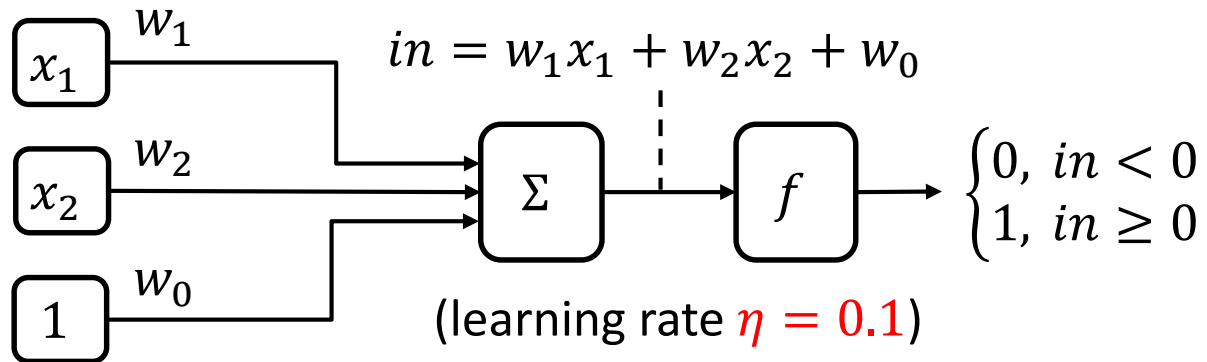 x₁
w₁
in = w₁x₁ + w₂x₂ + w₀
x₂
w₂
Σ
f
{0, in < 0
1, in ≥ 0
1
w₀
(learning rate η = 0.1)